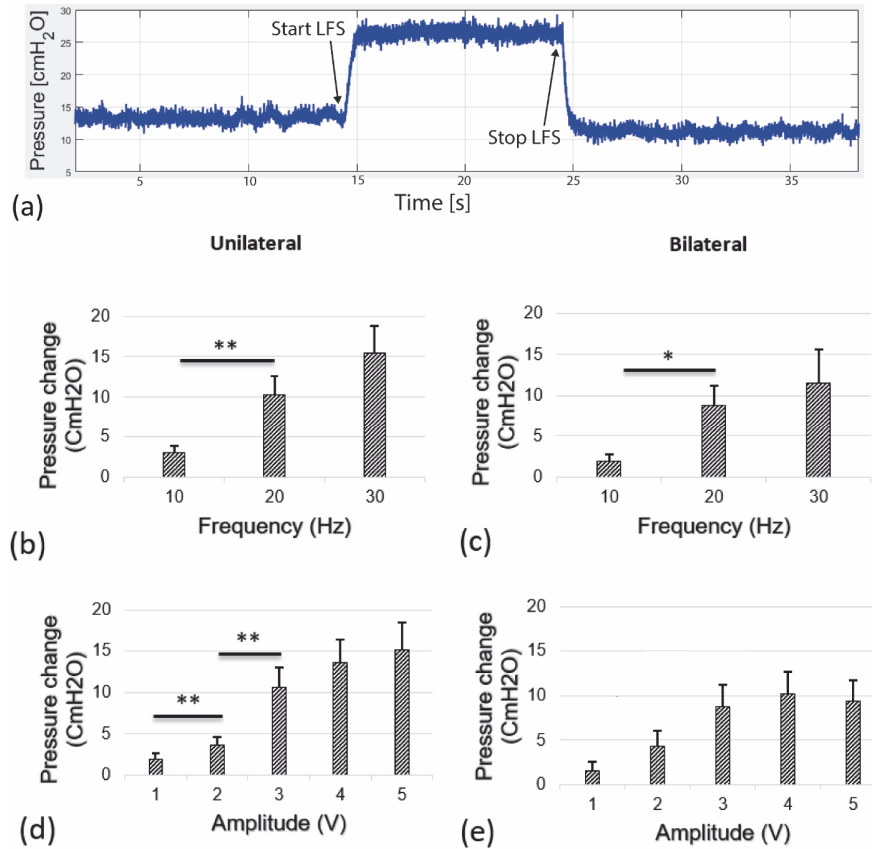 Pressure [cmH2O]
30
25
20
15
10
5
Start LFS
Stop LFS
5
10
15
20
25
30
35
Time [s]
(a)
Unilateral
Bilateral
Pressure change
(CmH2O)
20
15
10
5
0
**
10
20
30
Frequency (Hz)
(b)
Pressure change
(CmH2O)
20
15
10
5
0
*
10
20
30
Frequency (Hz)
(c)
Pressure change
(CmH2O)
20
15
10
5
0
**
**
1
2
3
4
5
Amplitude (V)
(d)
Pressure change
(CmH2O)
20
15
10
5
0
1
2
3
4
5
Amplitude (V)
(e)